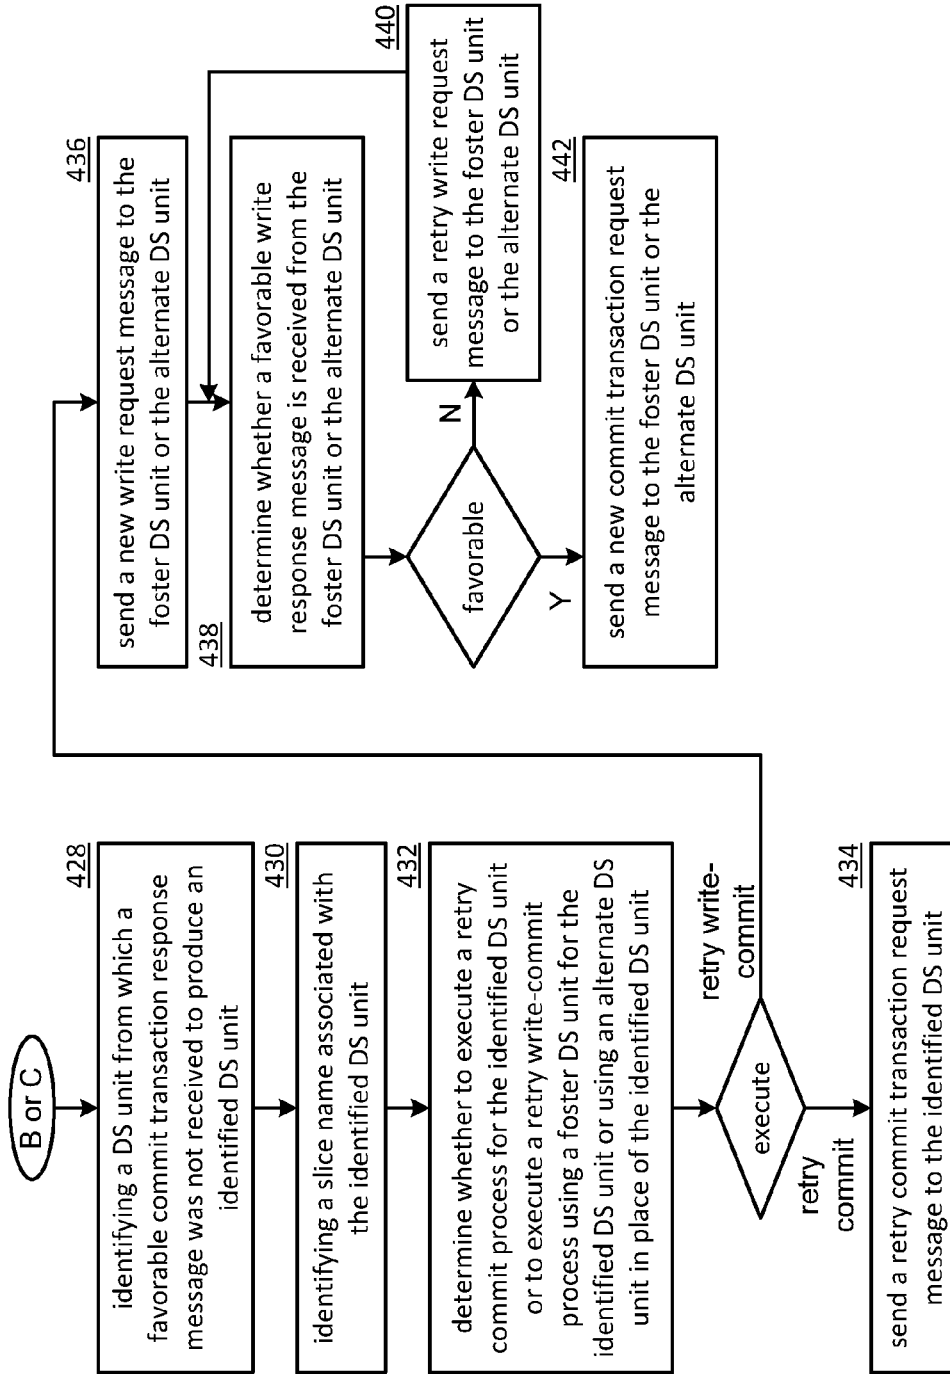 B or C
428
identifying a DS unit from which a
favorable commit transaction response
message was not received to produce an
identified DS unit
430
identifying a slice name associated with
the identified DS unit
432
determine whether to execute a retry
commit process for the identified DS unit
or to execute a retry write-commit
process using a foster DS unit for the
identified DS unit or using an alternate DS
unit in place of the identified DS unit
execute
retry write-
commit
retry
commit
434
send a retry commit transaction request
message to the identified DS unit
436
send a new write request message to the
foster DS unit or the alternate DS unit
438
determine whether a favorable write
response message is received from the
foster DS unit or the alternate DS unit
favorable
N
Y
440
send a retry write request
message to the foster DS unit
or the alternate DS unit
442
send a new commit transaction request
message to the foster DS unit or the
alternate DS unit